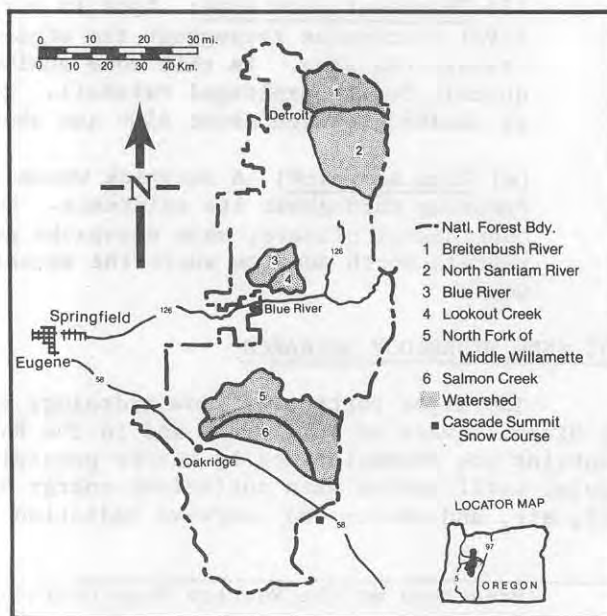 0 10 20 30 mi.
0 10 20 30 40 Km.
1
Detroit
2
N
126
3
4
126
Blue River
Springfield
Eugene
58
5
6
Oakridge
58
Natl. Forest Bdy.
1 Breitenbush River
2 North Santiam River
3 Blue River
4 Lookout Creek
5 North Fork of
Middle Willamette
6 Salmon Creek
Watershed
Cascade Summit
Snow Course
LOCATOR MAP
97
5
OREGON